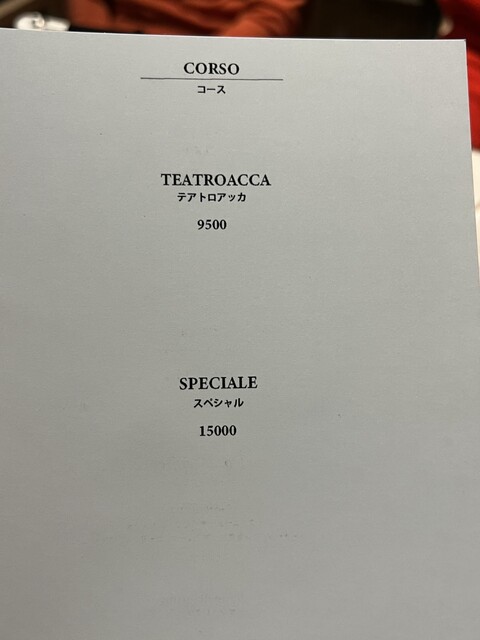 CORSO
コース
TEATROACCA
テアトロアッカ
9500
SPECIALE
スペシャル
15000